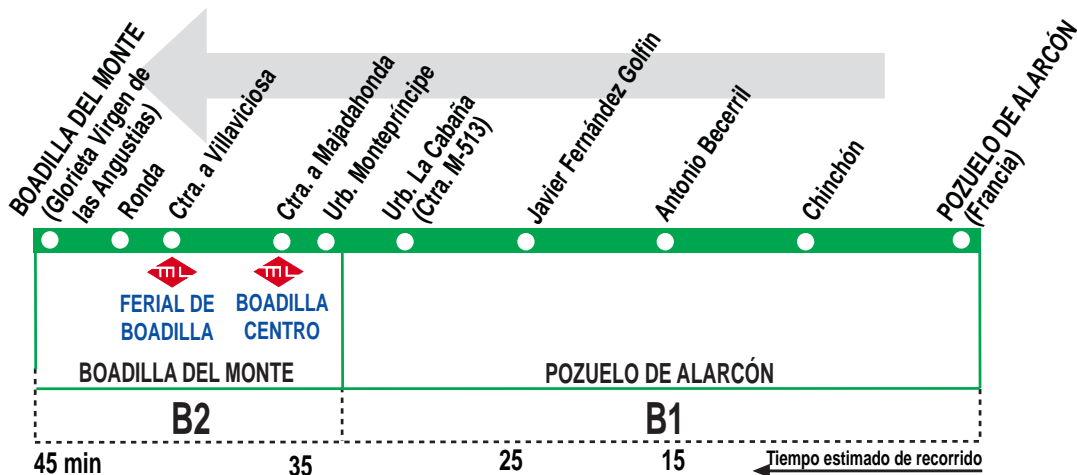 BOADILLA DEL MONTE
(Glorieta Virgen de
las Angustias)
Ronda
Ctra. a Villaviciosa
Ctra. a Majadahonda
Urb. Montepríncipe
Urb. La Cabaña
(Ctra. M-513)
Javier Fernández Golfin
Antonio Becerril
Chinchón
POZUELO DE ALARCÓN
(Francia)
ML
FERIAL DE
BOADILLA
ML
BOADILLA
CENTRO
BOADILLA DEL MONTE
POZUELO DE ALARCÓN
B2
B1
45 min
35
25
15
Tiempo estimado de recorrido